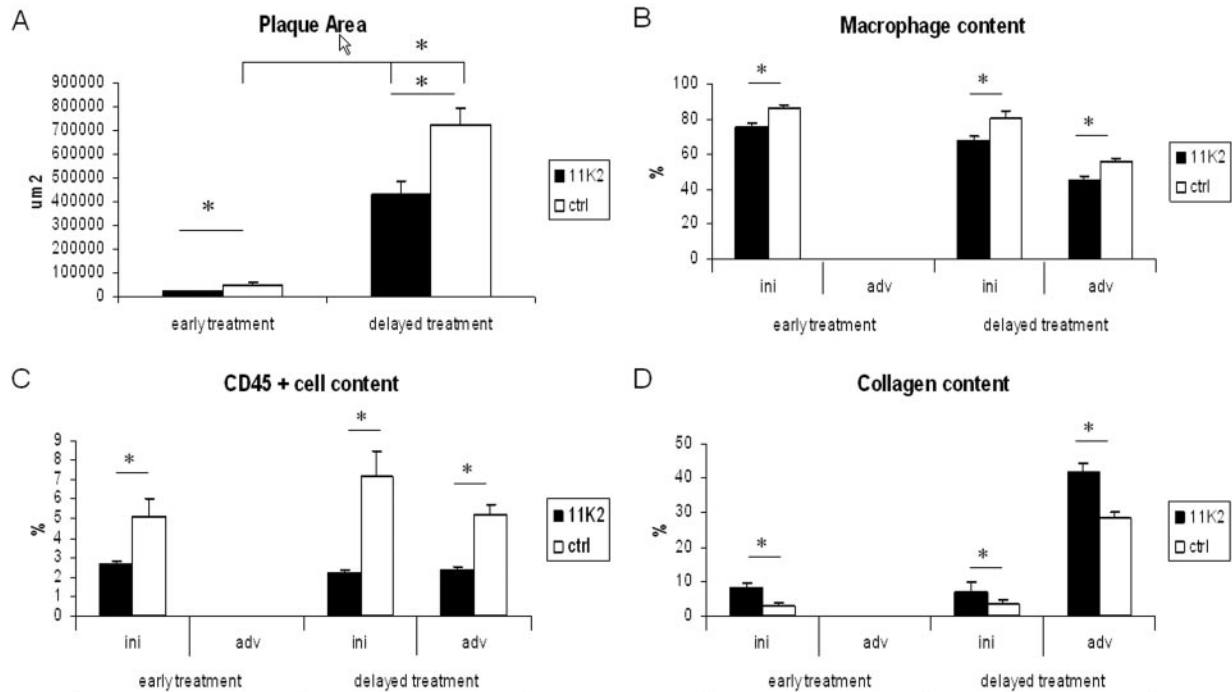 A
Plaque Area
*
*
*
900000
800000
700000
600000
500000
400000
300000
200000
100000
0
um2
early treatment
delayed treatment
11K2
ctrl
B
Macrophage content
*
*
*
100
80
60
40
20
0
%
ini
adv
ini
adv
early treatment
delayed treatment
11K2
ctrl
C
CD45 + cell content
*
*
*
9
8
7
6
5
4
3
2
1
0
%
ini
adv
ini
adv
early treatment
delayed treatment
11K2
ctrl
D
Collagen content
*
*
*
50
40
30
20
10
0
%
ini
adv
ini
adv
early treatment
delayed treatment
11K2
ctrl